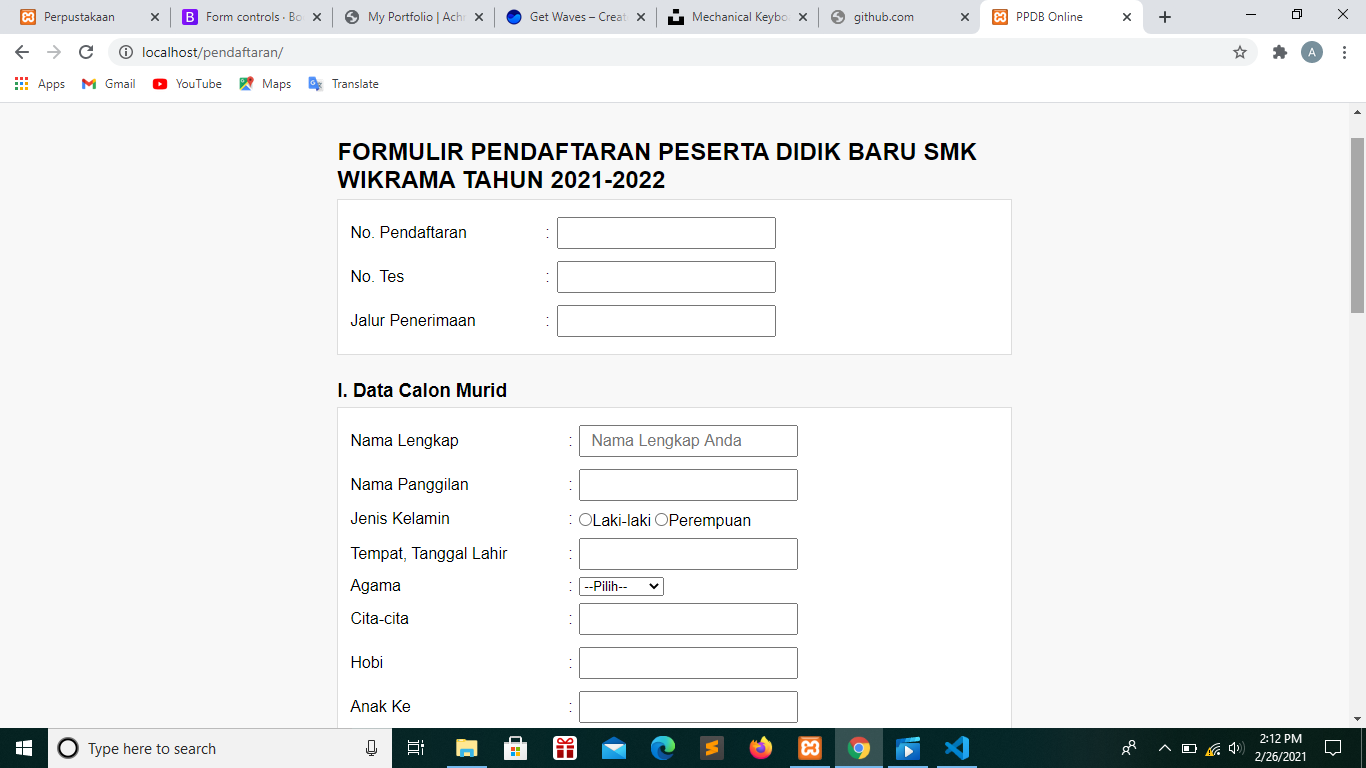 Perpustakaan
Form controls · Bo
My Portfolio | Achr
Get Waves – Creat
Mechanical Keybo
github.com
PPDB Online
localhost/pendaftaran/
A
Apps
Gmail
YouTube
Maps
Translate
FORMULIR PENDAFTARAN PESERTA DIDIK BARU SMK
WIKRAMA TAHUN 2021-2022
No. Pendaftaran :
No. Tes :
Jalur Penerimaan :
I. Data Calon Murid
Nama Lengkap : Nama Lengkap Anda
Nama Panggilan :
Jenis Kelamin : Laki-laki Perempuan
Tempat, Tanggal Lahir :
Agama : --Pilih--
Cita-cita :
Hobi :
Anak Ke :
Type here to search
2:12 PM
2/26/2021